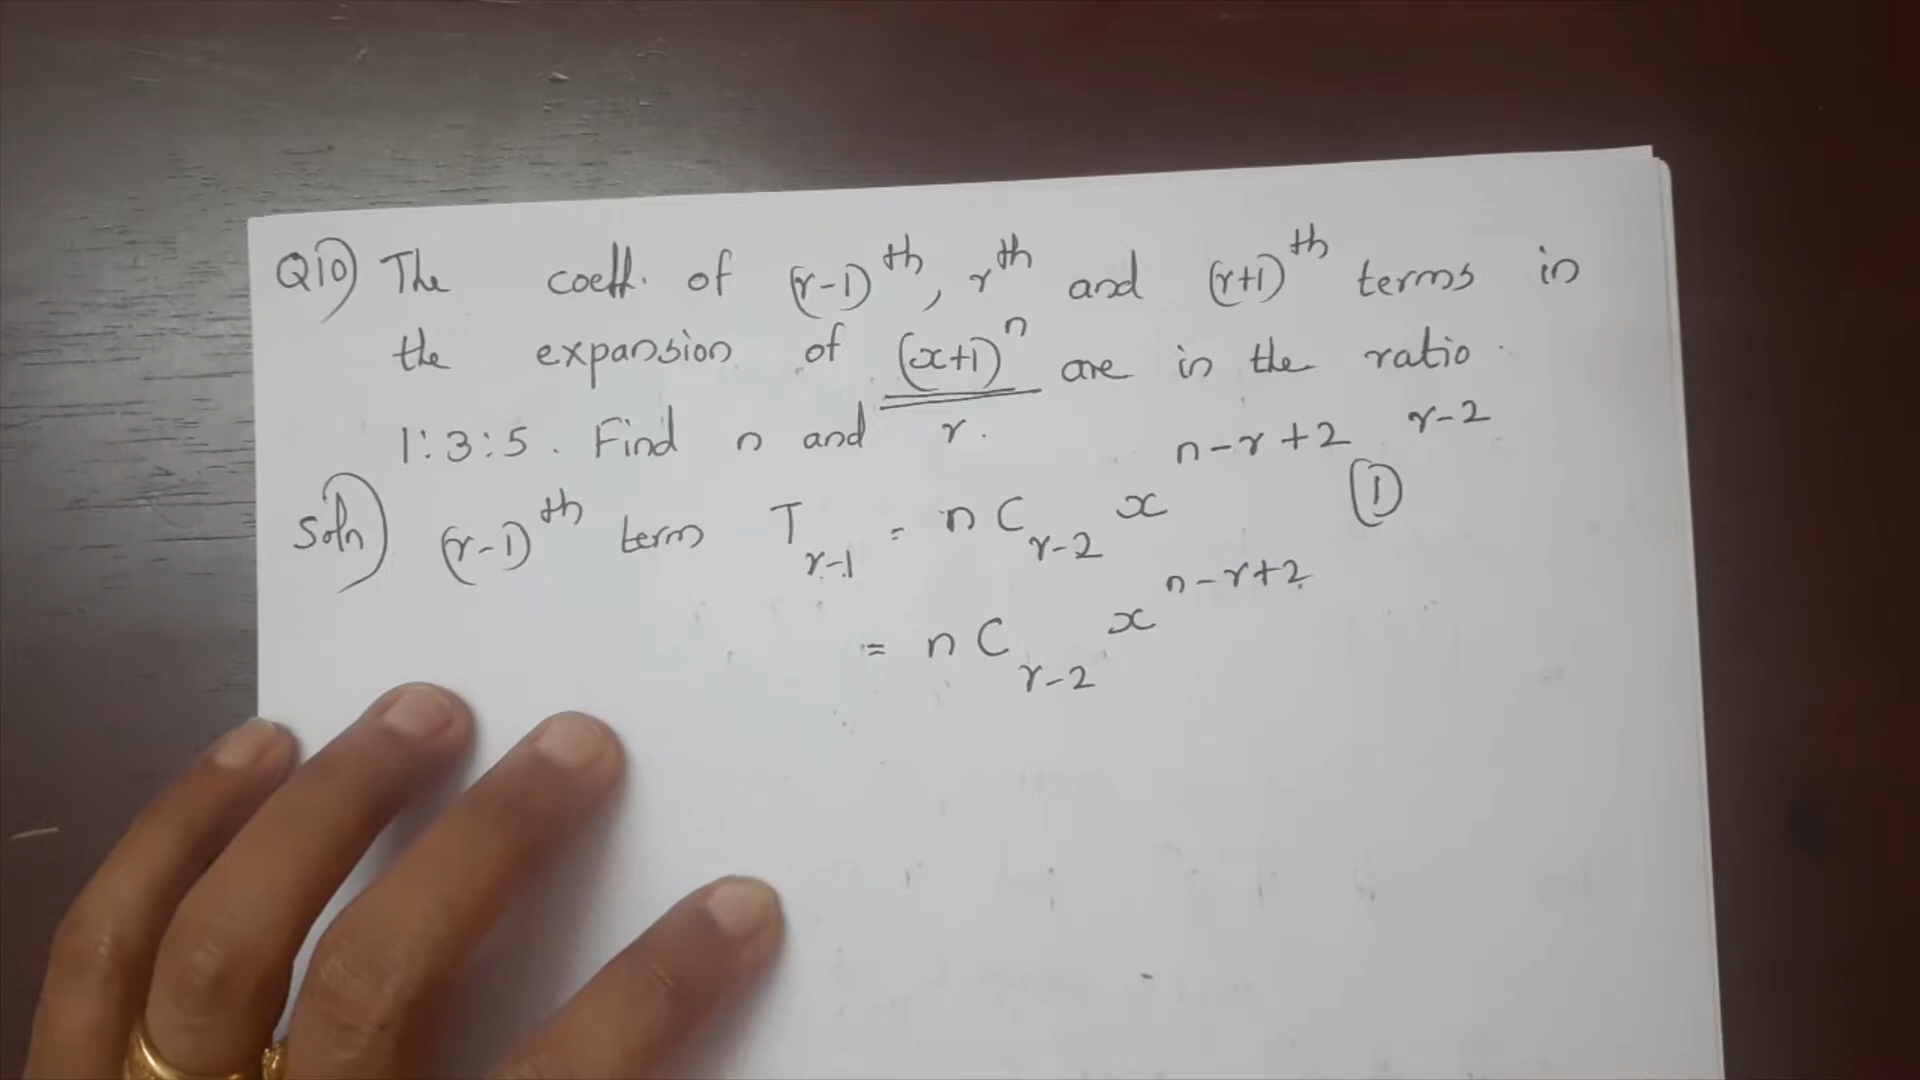 Q10) The coeff. of (r-1)th, rth and (r+1)th terms in
the expansion of (x+1)^n are in the ratio
1:3:5. Find n and r.
Soln) (r-1)th term T_{r-1} = nC_{r-2} x^{n-r+2} (1)^{r-2}
= nC_{r-2} x^{n-r+2}